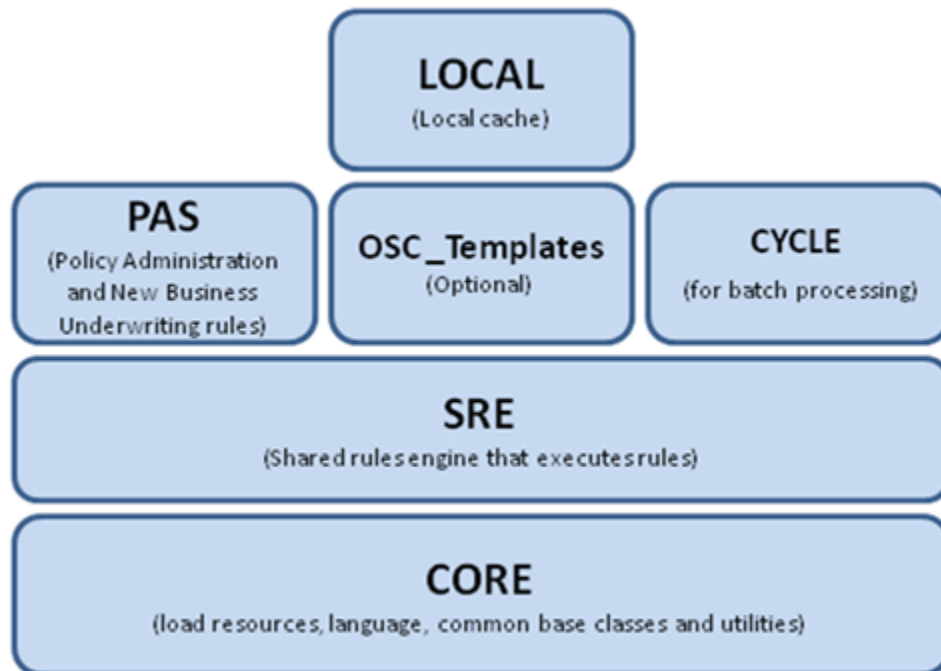 LOCAL
(Local cache)
PAS
(Policy Administration
and New Business
Underwriting rules)
OSC_Templates
(Optional)
CYCLE
(for batch processing)
SRE
(Shared rules engine that executes rules)
CORE
(load resources, language, common base classes and utilities)